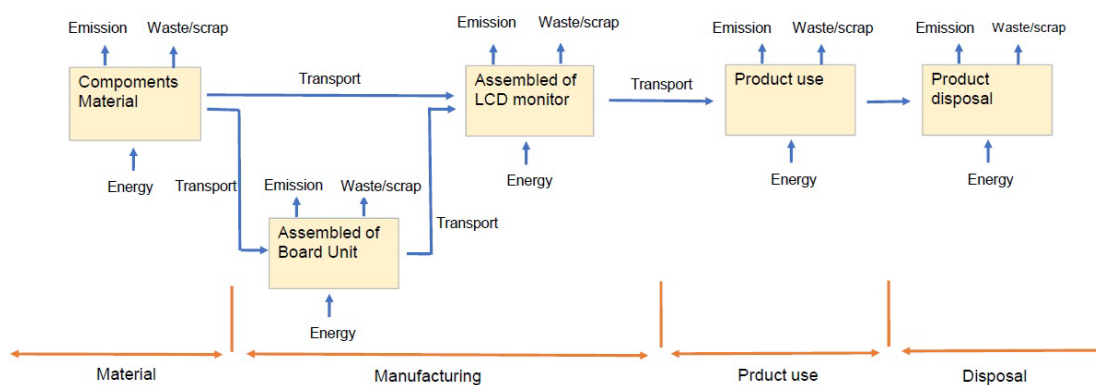 Emission Waste/scrap
Emission Waste/scrap
Emission Waste/scrap
Emission Waste/scrap
Compoments
Material
Transport
Assembled of
LCD monitor
Transport
Product use
Product
disposal
Energy
Transport
Energy
Energy
Energy
Emission Waste/scrap
Transport
Assembled of
Board Unit
Energy
Material
Manufacturing
Prduct use
Disposal